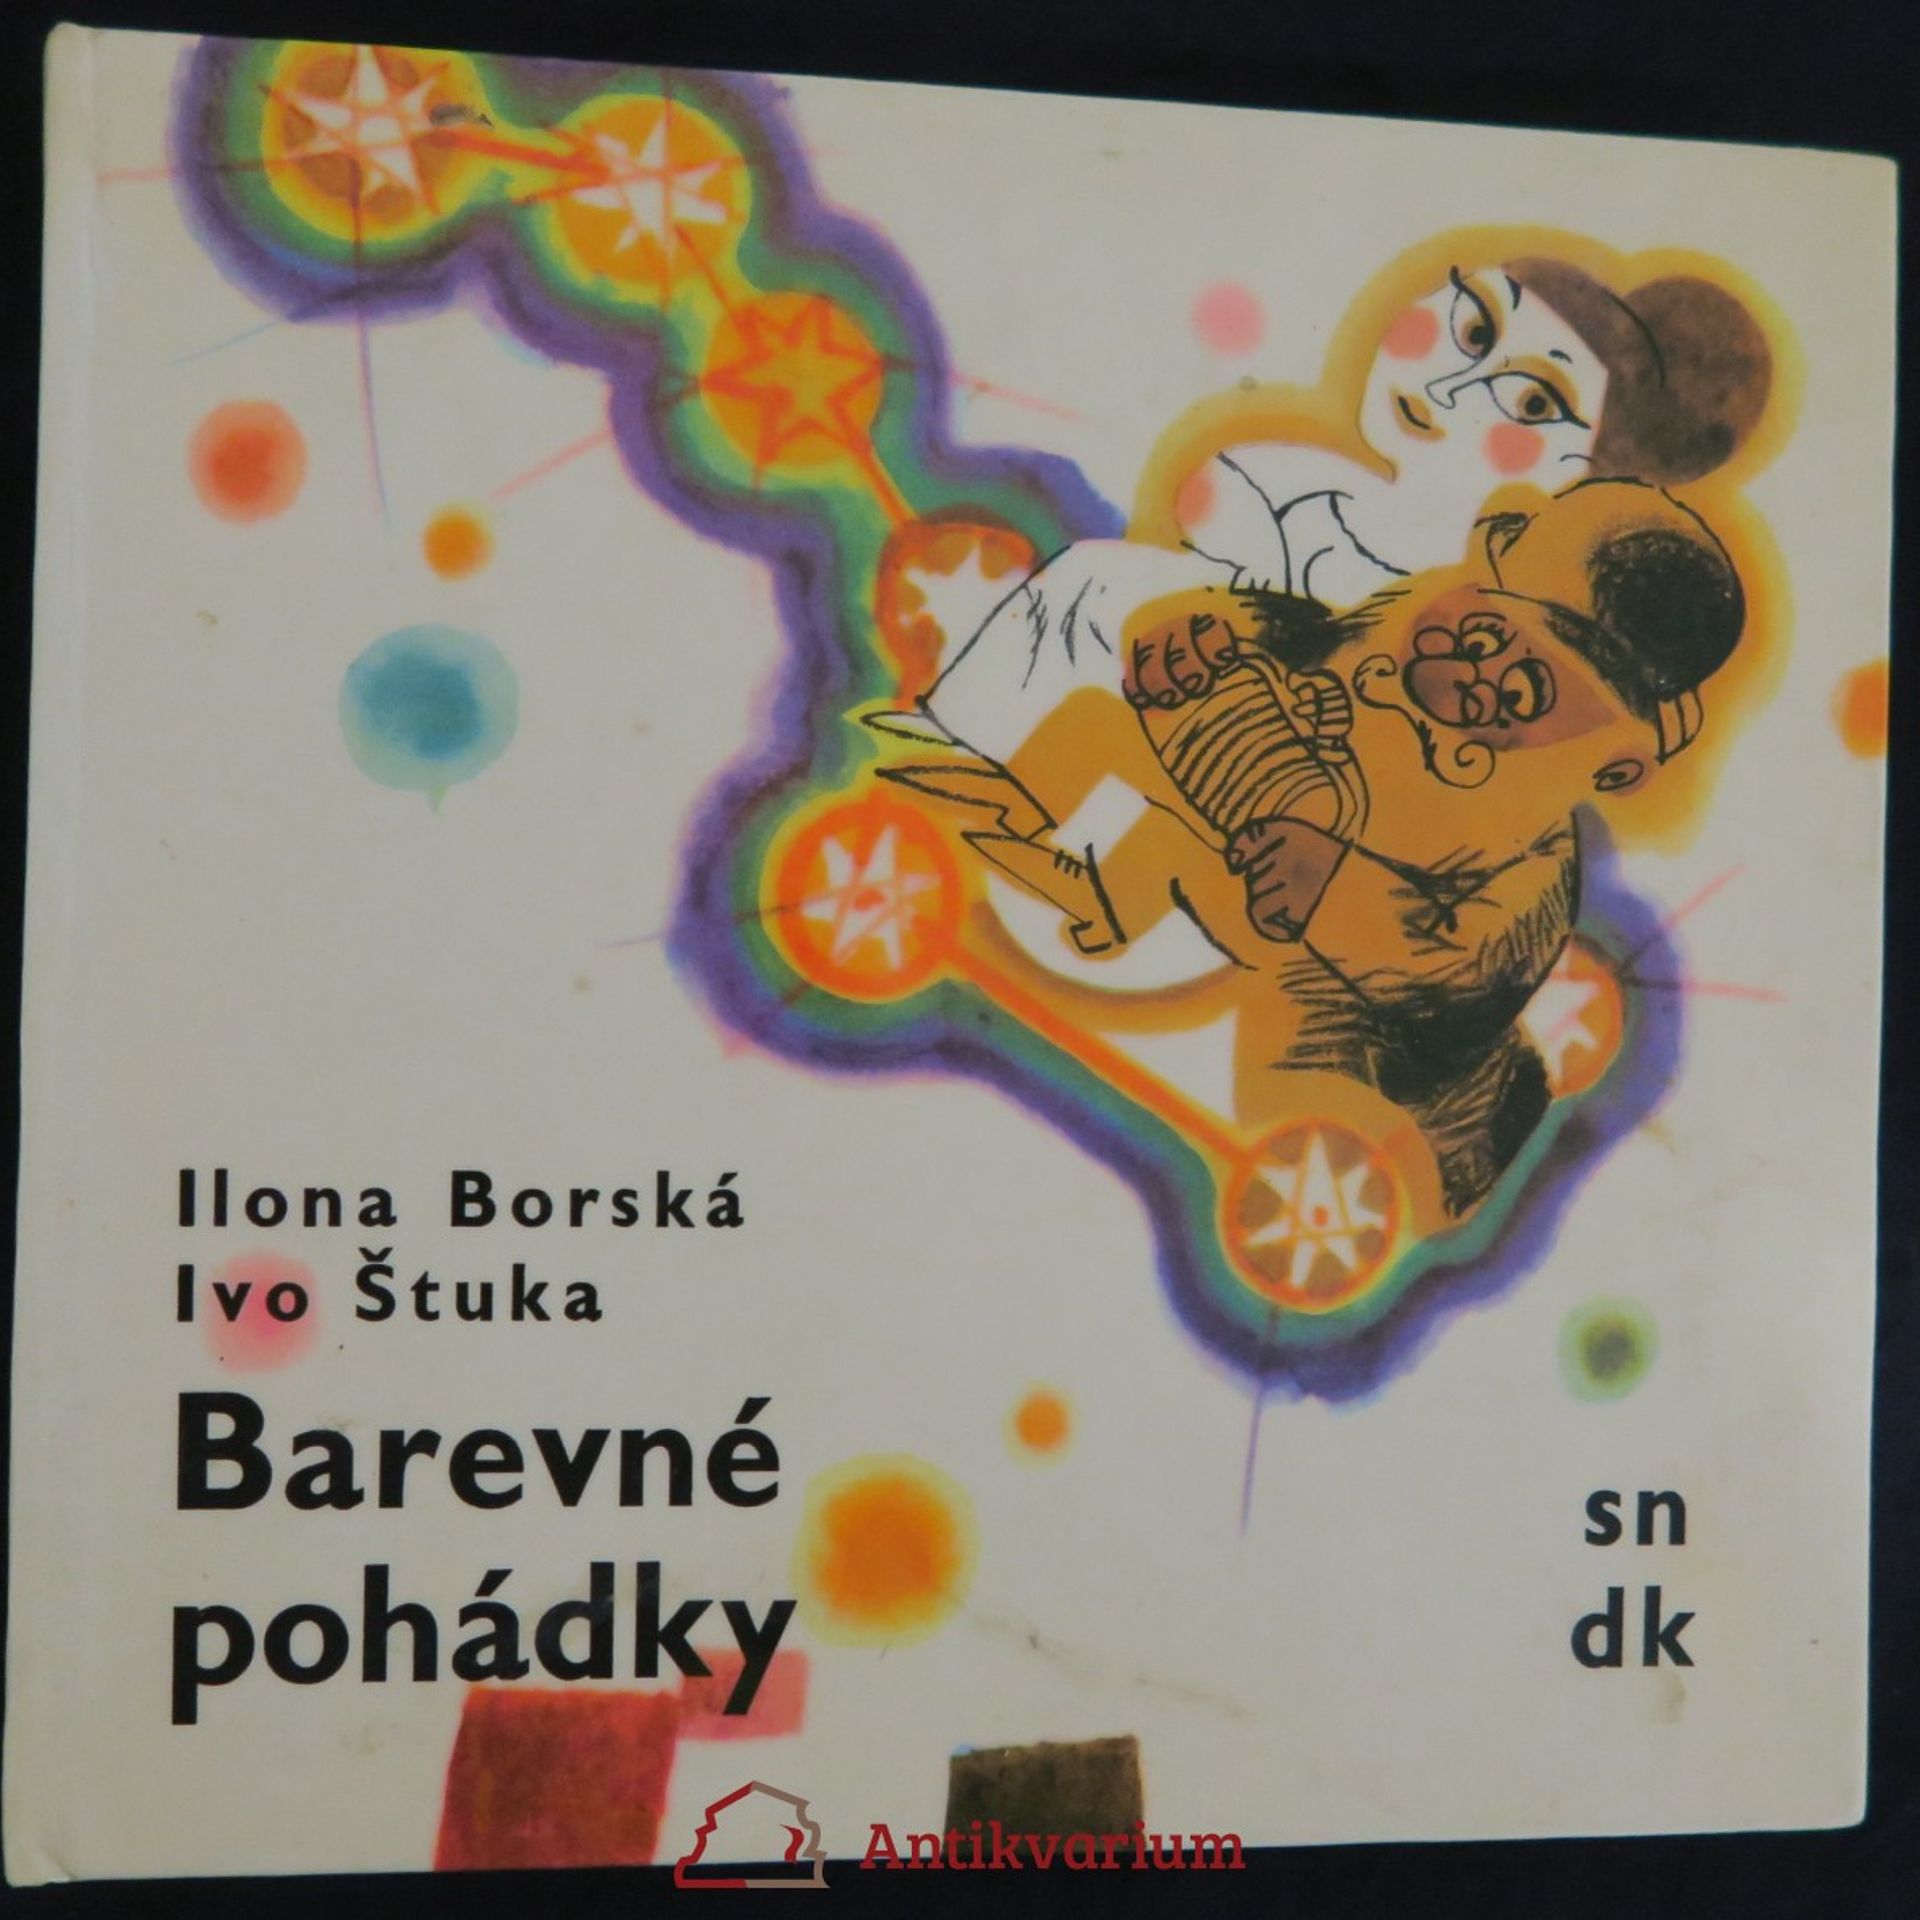 Ilona Borská
Ivo Štuka
Barevné
pohádky
sn
dk
Antikvarium